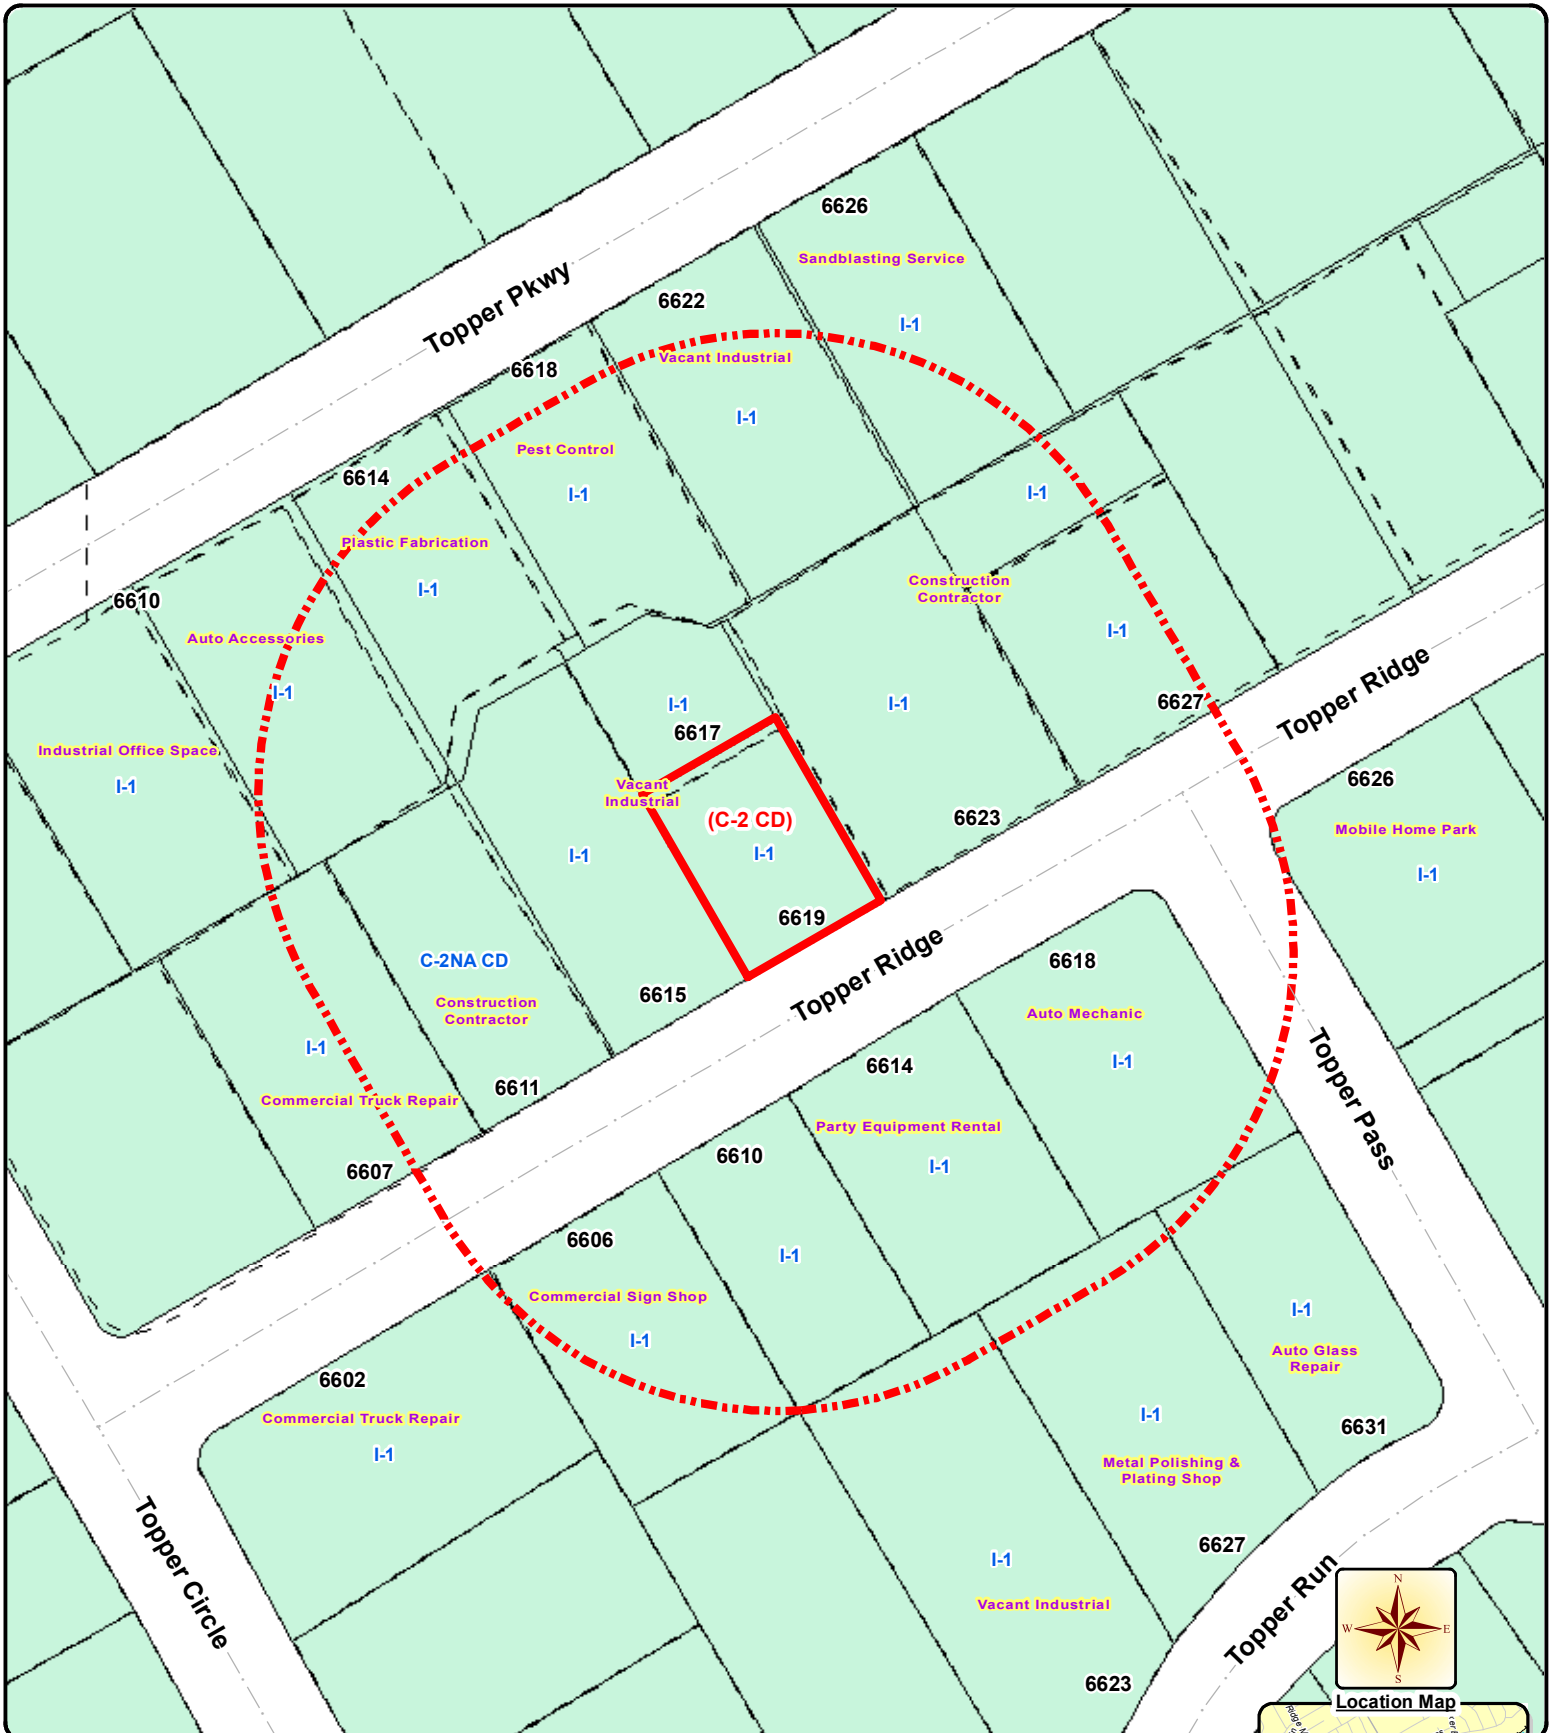 6626
Sandblasting Service
I-1
Topper Pkwy
6622
Vacant Industrial
I-1
6618
Pest Control
I-1
6614
Plastic Fabrication
I-1
I-1
Construction
Contractor
I-1
6610
Auto Accessories
I-1
I-1
I-1
6627
Topper Ridge
6617
Industrial Office Space
I-1
Vacant
Industrial
(C-2 CD)
I-1
I-1
6623
6626
Mobile Home Park
I-1
6619
Topper Ridge
C-2NA CD
Construction
Contractor
6615
6618
Auto Mechanic
I-1
I-1
Commercial Truck Repair
6611
6614
Party Equipment Rental
I-1
Topper Pass
6607
6610
I-1
6606
Commercial Sign Shop
I-1
I-1
Auto Glass
Repair
6631
6602
Commercial Truck Repair
I-1
I-1
Metal Polishing &
Plating Shop
6627
I-1
Vacant Industrial
6623
Topper Circle
Topper Run
N
W
E
S
Location Map